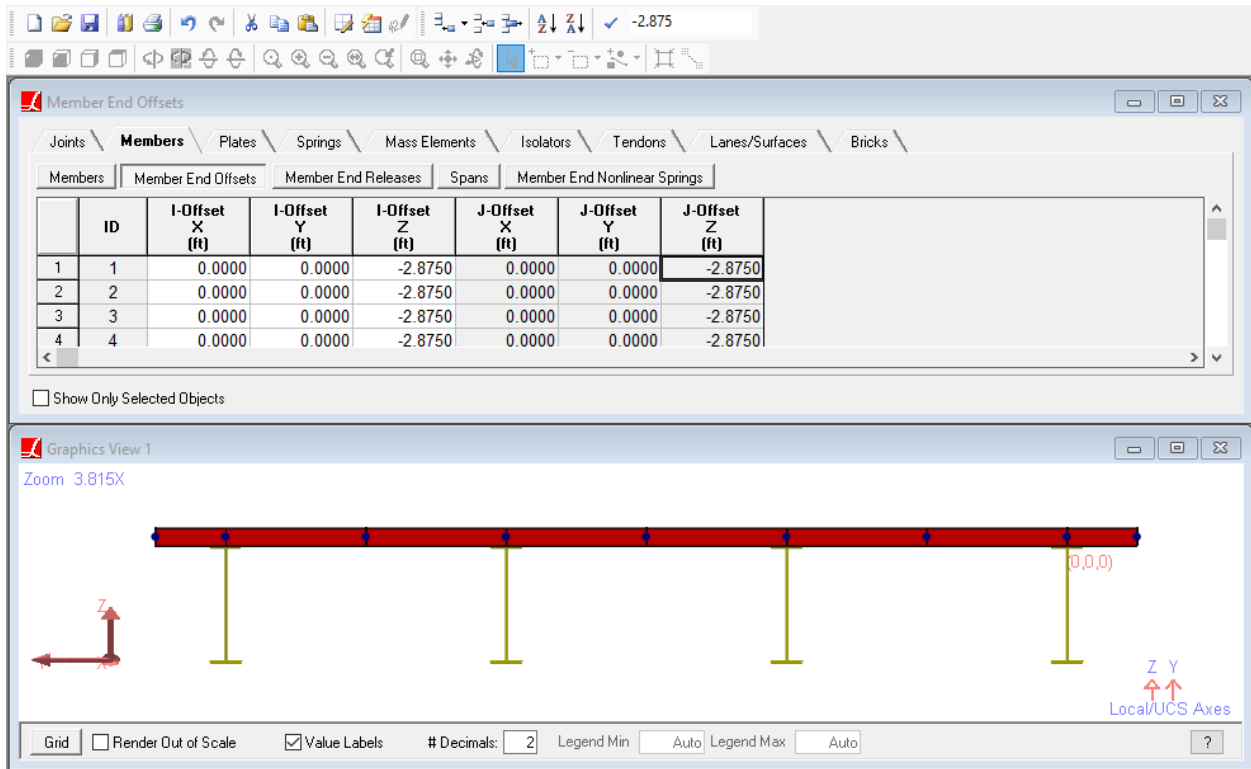 -2.875
Member End Offsets
Joints Members Plates Springs Mass Elements Isolators Tendons Lanes/Surfaces Bricks
Members Member End Offsets Member End Releases Spans Member End Nonlinear Springs
ID I-Offset X (ft) I-Offset Y (ft) I-Offset Z (ft) J-Offset X (ft) J-Offset Y (ft) J-Offset Z (ft)
1 1 0.0000 0.0000 -2.8750 0.0000 0.0000 -2.8750
2 2 0.0000 0.0000 -2.8750 0.0000 0.0000 -2.8750
3 3 0.0000 0.0000 -2.8750 0.0000 0.0000 -2.8750
4 4 0.0000 0.0000 -2.8750 0.0000 0.0000 -2.8750
Show Only Selected Objects
Graphics View 1
Zoom 3.815X
(0,0,0)
Z
Z Y
Local/UCS Axes
Grid Render Out of Scale Value Labels # Decimals: 2 Legend Min Auto Legend Max Auto ?